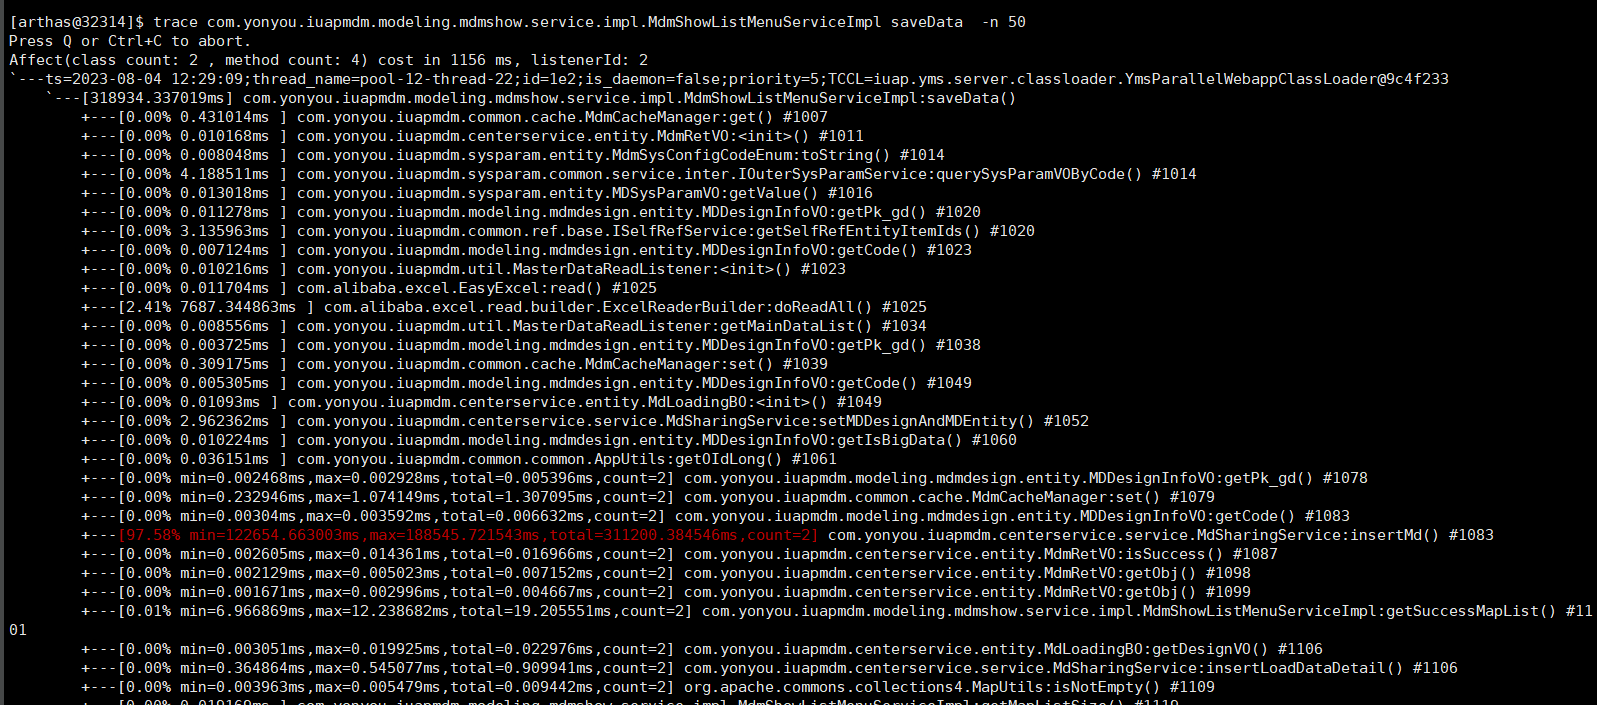 [arthas@32314]$ trace com.yonyou.iuapmdm.modeling.mdmshow.service.impl.MdmShowListMenuServiceImpl saveData  -n 50
Press Q or Ctrl+C to abort.
Affect(class count: 2 , method count: 4) cost in 1156 ms, listenerId: 2
`---ts=2023-08-04 12:29:09;thread_name=pool-12-thread-22;id=1e2;is_daemon=false;priority=5;TCCL=iuap.yms.server.classloader.YmsParallelWebappClassLoader@9c4f233
    `---[318934.337019ms] com.yonyou.iuapmdm.modeling.mdmshow.service.impl.MdmShowListMenuServiceImpl:saveData()
        +---[0.00% 0.431014ms ] com.yonyou.iuapmdm.common.cache.MdmCacheManager:get() #1007
        +---[0.00% 0.010168ms ] com.yonyou.iuapmdm.centerservice.entity.MdmRetVO:<init>() #1011
        +---[0.00% 0.008048ms ] com.yonyou.iuapmdm.sysparam.entity.MdmSysConfigCodeEnum:toString() #1014
        +---[0.00% 4.188511ms ] com.yonyou.iuapmdm.sysparam.common.service.inter.IOuterSysParamService:querySysParamVOByCode() #1014
        +---[0.00% 0.013018ms ] com.yonyou.iuapmdm.sysparam.entity.MDSysParamVO:getValue() #1016
        +---[0.00% 0.011278ms ] com.yonyou.iuapmdm.modeling.mdmdesign.entity.MDDesignInfoVO:getPk_gd() #1020
        +---[0.00% 3.135963ms ] com.yonyou.iuapmdm.common.ref.base.ISelfRefService:getSelfRefEntityItemIds() #1020
        +---[0.00% 0.007124ms ] com.yonyou.iuapmdm.modeling.mdmdesign.entity.MDDesignInfoVO:getCode() #1023
        +---[0.00% 0.010216ms ] com.yonyou.iuapmdm.util.MasterDataReadListener:<init>() #1023
        +---[0.00% 0.011704ms ] com.alibaba.excel.EasyExcel:read() #1025
        +---[2.41% 7687.344863ms ] com.alibaba.excel.read.builder.ExcelReaderBuilder:doReadAll() #1025
        +---[0.00% 0.008556ms ] com.yonyou.iuapmdm.util.MasterDataReadListener:getMainDataList() #1034
        +---[0.00% 0.003725ms ] com.yonyou.iuapmdm.modeling.mdmdesign.entity.MDDesignInfoVO:getPk_gd() #1038
        +---[0.00% 0.309175ms ] com.yonyou.iuapmdm.common.cache.MdmCacheManager:set() #1039
        +---[0.00% 0.005305ms ] com.yonyou.iuapmdm.modeling.mdmdesign.entity.MDDesignInfoVO:getCode() #1049
        +---[0.00% 0.01093ms ] com.yonyou.iuapmdm.centerservice.entity.MdLoadingBO:<init>() #1049
        +---[0.00% 2.962362ms ] com.yonyou.iuapmdm.centerservice.service.MdSharingService:setMDDesignAndMDEntity() #1052
        +---[0.00% 0.010224ms ] com.yonyou.iuapmdm.modeling.mdmdesign.entity.MDDesignInfoVO:getIsBigData() #1060
        +---[0.00% 0.036151ms ] com.yonyou.iuapmdm.common.common.AppUtils:getOIdLong() #1061
        +---[0.00% min=0.002468ms,max=0.002928ms,total=0.005396ms,count=2] com.yonyou.iuapmdm.modeling.mdmdesign.entity.MDDesignInfoVO:getPk_gd() #1078
        +---[0.00% min=0.232946ms,max=1.074149ms,total=1.307095ms,count=2] com.yonyou.iuapmdm.common.cache.MdmCacheManager:set() #1079
        +---[0.00% min=0.00304ms,max=0.003592ms,total=0.006632ms,count=2] com.yonyou.iuapmdm.modeling.mdmdesign.entity.MDDesignInfoVO:getCode() #1083
        +---[97.58% min=122654.663003ms,max=188545.721543ms,total=311200.384546ms,count=2] com.yonyou.iuapmdm.centerservice.service.MdSharingService:insertMd() #1083
        +---[0.00% min=0.002605ms,max=0.014361ms,total=0.016966ms,count=2] com.yonyou.iuapmdm.centerservice.entity.MdmRetVO:isSuccess() #1087
        +---[0.00% min=0.002129ms,max=0.005023ms,total=0.007152ms,count=2] com.yonyou.iuapmdm.centerservice.entity.MdmRetVO:getObj() #1098
        +---[0.00% min=0.001671ms,max=0.002996ms,total=0.004667ms,count=2] com.yonyou.iuapmdm.centerservice.entity.MdmRetVO:getObj() #1099
        +---[0.01% min=6.966869ms,max=12.238682ms,total=19.205551ms,count=2] com.yonyou.iuapmdm.modeling.mdmshow.service.impl.MdmShowListMenuServiceImpl:getSuccessMapList() #11
01
        +---[0.00% min=0.003051ms,max=0.019925ms,total=0.022976ms,count=2] com.yonyou.iuapmdm.centerservice.entity.MdLoadingBO:getDesignVO() #1106
        +---[0.00% min=0.364864ms,max=0.545077ms,total=0.909941ms,count=2] com.yonyou.iuapmdm.centerservice.service.MdSharingService:insertLoadDataDetail() #1106
        +---[0.00% min=0.003963ms,max=0.005479ms,total=0.009442ms,count=2] org.apache.commons.collections4.MapUtils:isNotEmpty() #1109
        +---[0.00% 0.019169ms ] com.yonyou.iuapmdm.modeling.mdmshow.service.impl.MdmShowListMenuServiceImpl:getMapListSize() #1119